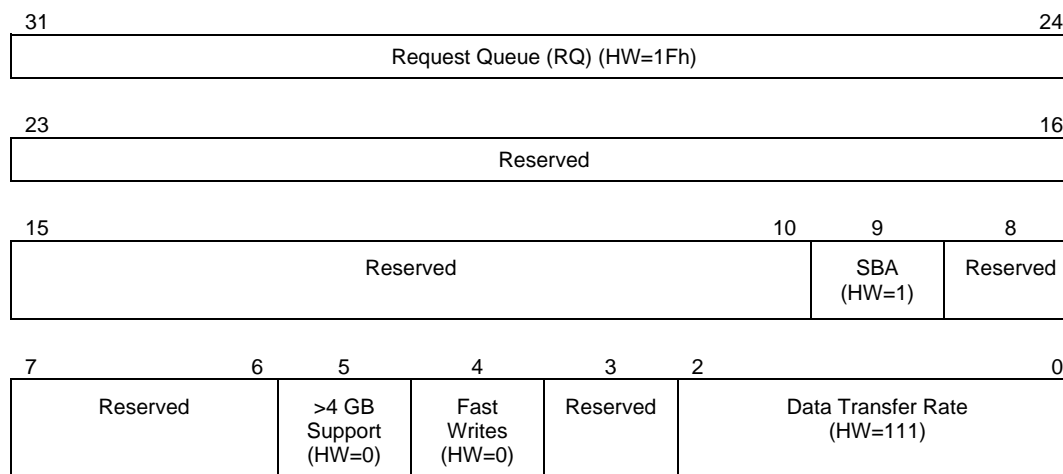 31 24
Request Queue (RQ) (HW=1Fh)
23 16
Reserved
15 10 9 8
Reserved SBA (HW=1) Reserved
7 6 5 4 3 2 0
Reserved >4 GB Support (HW=0) Fast Writes (HW=0) Reserved Data Transfer Rate (HW=111)